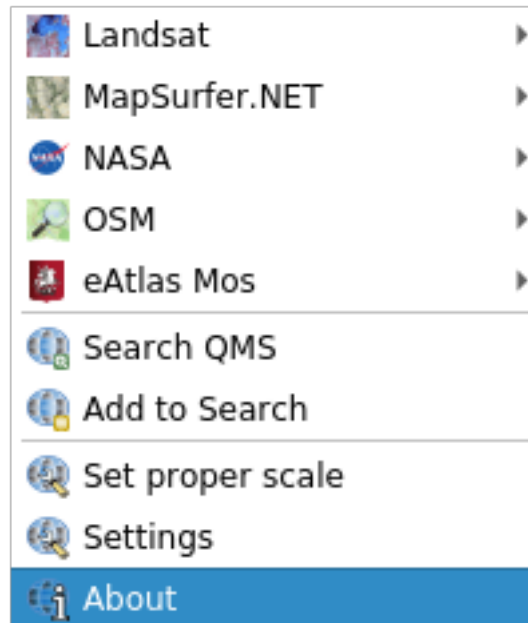 Landsat
MapSurfer.NET
NASA
OSM
eAtlas Mos
Search QMS
Add to Search
Set proper scale
Settings
About